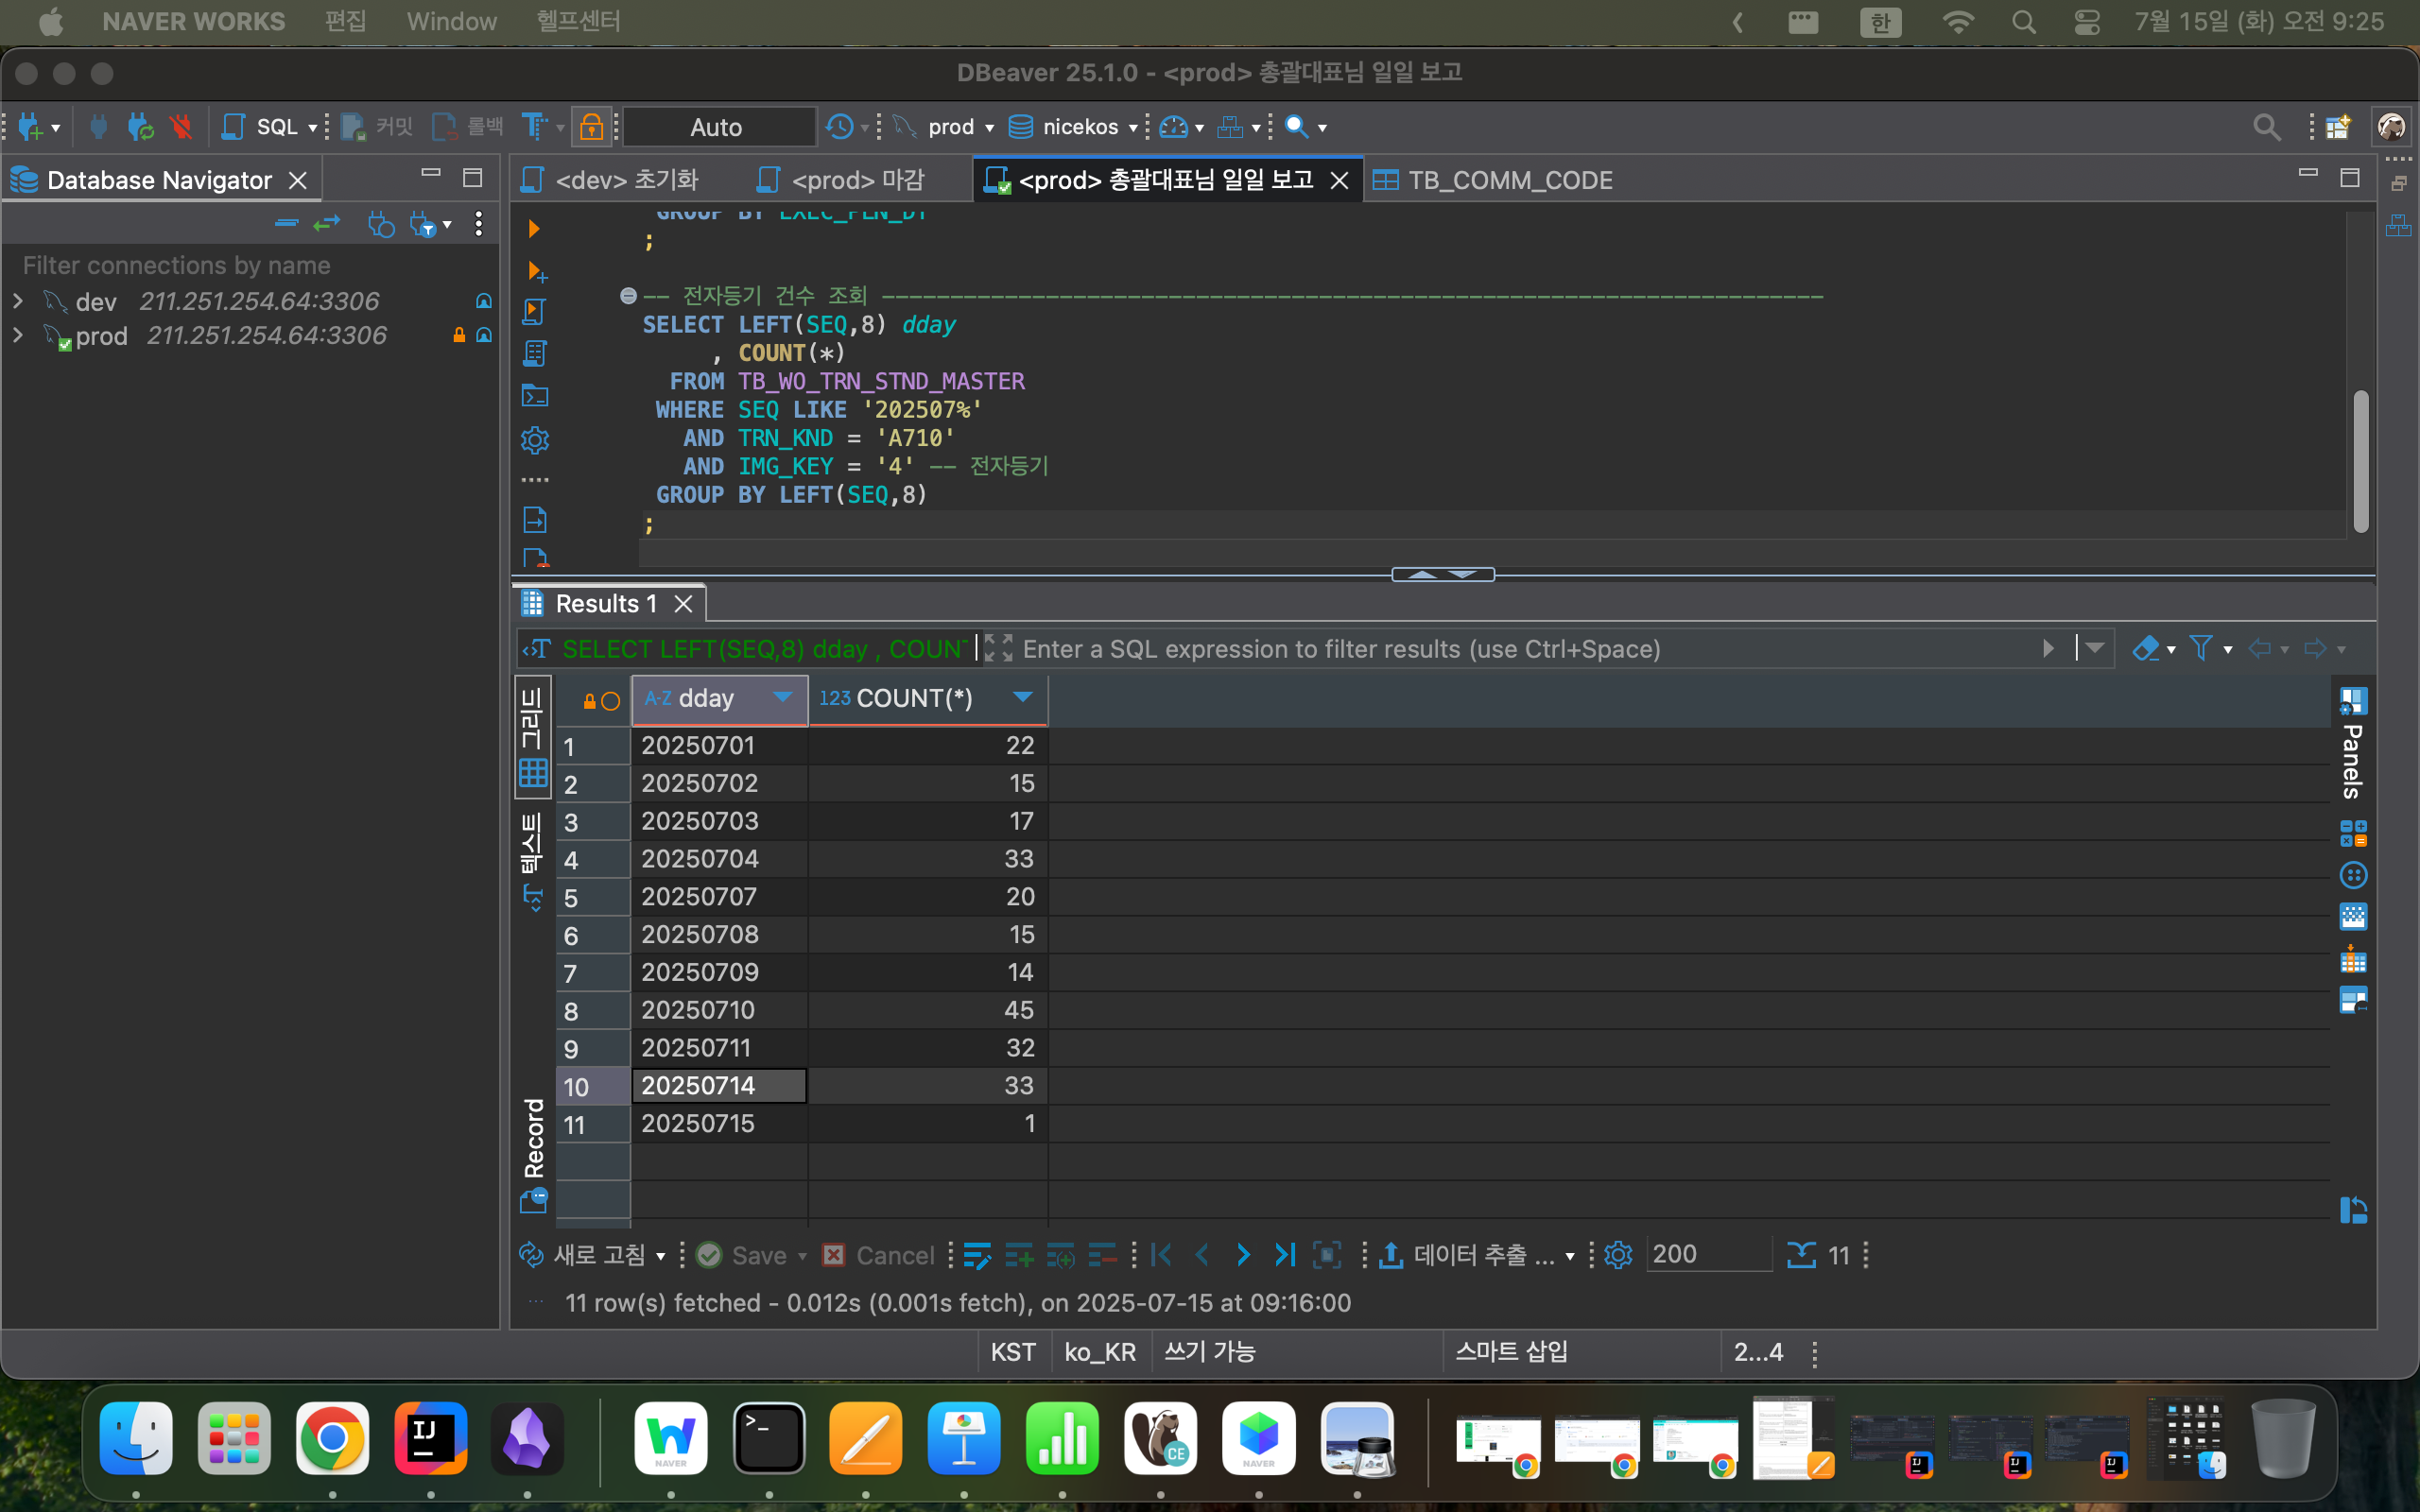 NAVER WORKS 편집 Window 헬프센터 한 7월 15일 (화) 오전 9:25
DBeaver 25.1.0 - <prod> 총괄대표님 일일 보고
SQL 커밋 롤백 Auto prod nicekos
Database Navigator
Filter connections by name
dev 211.251.254.64:3306
prod 211.251.254.64:3306
<dev> 초기화 <prod> 마감 <prod> 총괄대표님 일일 보고 TB_COMM_CODE
GROUP BY EXEC_PLN_DT
;
-- 전자등기 건수 조회 ---------------------------------------------------------------------
SELECT LEFT(SEQ,8) dday
, COUNT(*)
FROM TB_WO_TRN_STND_MASTER
WHERE SEQ LIKE '202507%'
AND TRN_KND = 'A710'
AND IMG_KEY = '4' -- 전자등기
GROUP BY LEFT(SEQ,8)
;
Results 1
SELECT LEFT(SEQ,8) dday , COUN Enter a SQL expression to filter results (use Ctrl+Space)
그리드
텍스트
Record
A-Z dday 123 COUNT(*)
1 20250701 22
2 20250702 15
3 20250703 17
4 20250704 33
5 20250707 20
6 20250708 15
7 20250709 14
8 20250710 45
9 20250711 32
10 20250714 33
11 20250715 1
Panels
새로 고침 Save Cancel 데이터 추출 ... 200 11
11 row(s) fetched - 0.012s (0.001s fetch), on 2025-07-15 at 09:16:00
KST ko_KR 쓰기 가능 스마트 삽입 2...4
IJ NAVER >_ CE NAVER IJ IJ IJ